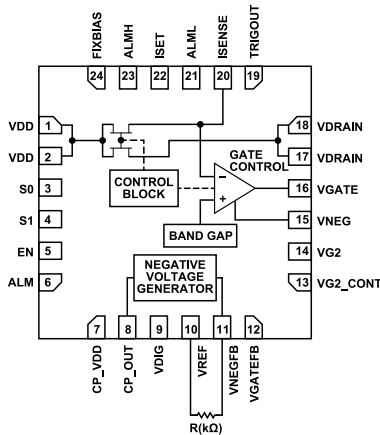 FIXBIAS
ALMH
ISET
ALML
ISENSE
TRIGOUT
24
23
22
21
20
19
VDD 1
VDD 2
S0 3
S1 4
EN 5
ALM 6
18 VDRAIN
17 VDRAIN
16 VGATE
15 VNEG
14 VG2
13 VG2_CONT
GATE
CONTROL
CONTROL
BLOCK
−
+
BAND GAP
NEGATIVE
VOLTAGE
GENERATOR
7
8
9
10
11
12
CP_VDD
CP_OUT
VDIG
VREF
VNEGFB
VGATEFB
R(kΩ)